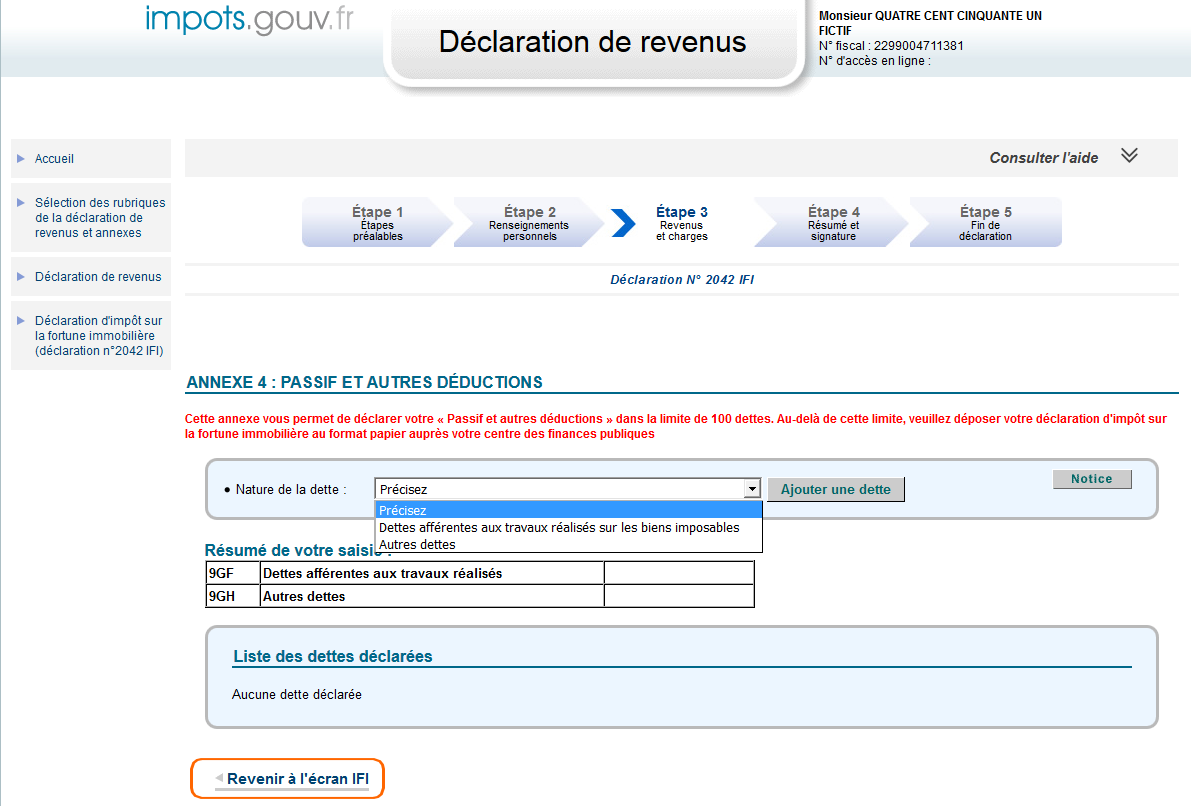 impots.gouv.fr
Déclaration de revenus
Monsieur QUATRE CENT CINQUANTE UN
FICTIF
N° fiscal : 2299004711381
N° d'accès en ligne :
Accueil
Sélection des rubriques
de la déclaration de
revenus et annexes
Déclaration de revenus
Déclaration d'impôt sur
la fortune immobilière
(déclaration n°2042 IFI)
Consulter l'aide
Étape 1
Étapes
préalables
Étape 2
Renseignements
personnels
Étape 3
Revenus
et charges
Étape 4
Résumé et
signature
Étape 5
Fin de
déclaration
Déclaration N° 2042 IFI
ANNEXE 4 : PASSIF ET AUTRES DÉDUCTIONS
Cette annexe vous permet de déclarer votre « Passif et autres déductions » dans la limite de 100 dettes. Au-delà de cette limite, veuillez déposer votre déclaration d'impôt sur
la fortune immobilière au format papier auprès votre centre des finances publiques
• Nature de la dette :
Précisez
Ajouter une dette
Notice
Précisez
Dettes afférentes aux travaux réalisés sur les biens imposables
Autres dettes
Résumé de votre saisie :
9GF Dettes afférentes aux travaux réalisés
9GH Autres dettes
Liste des dettes déclarées
Aucune dette déclarée
Revenir à l'écran IFI